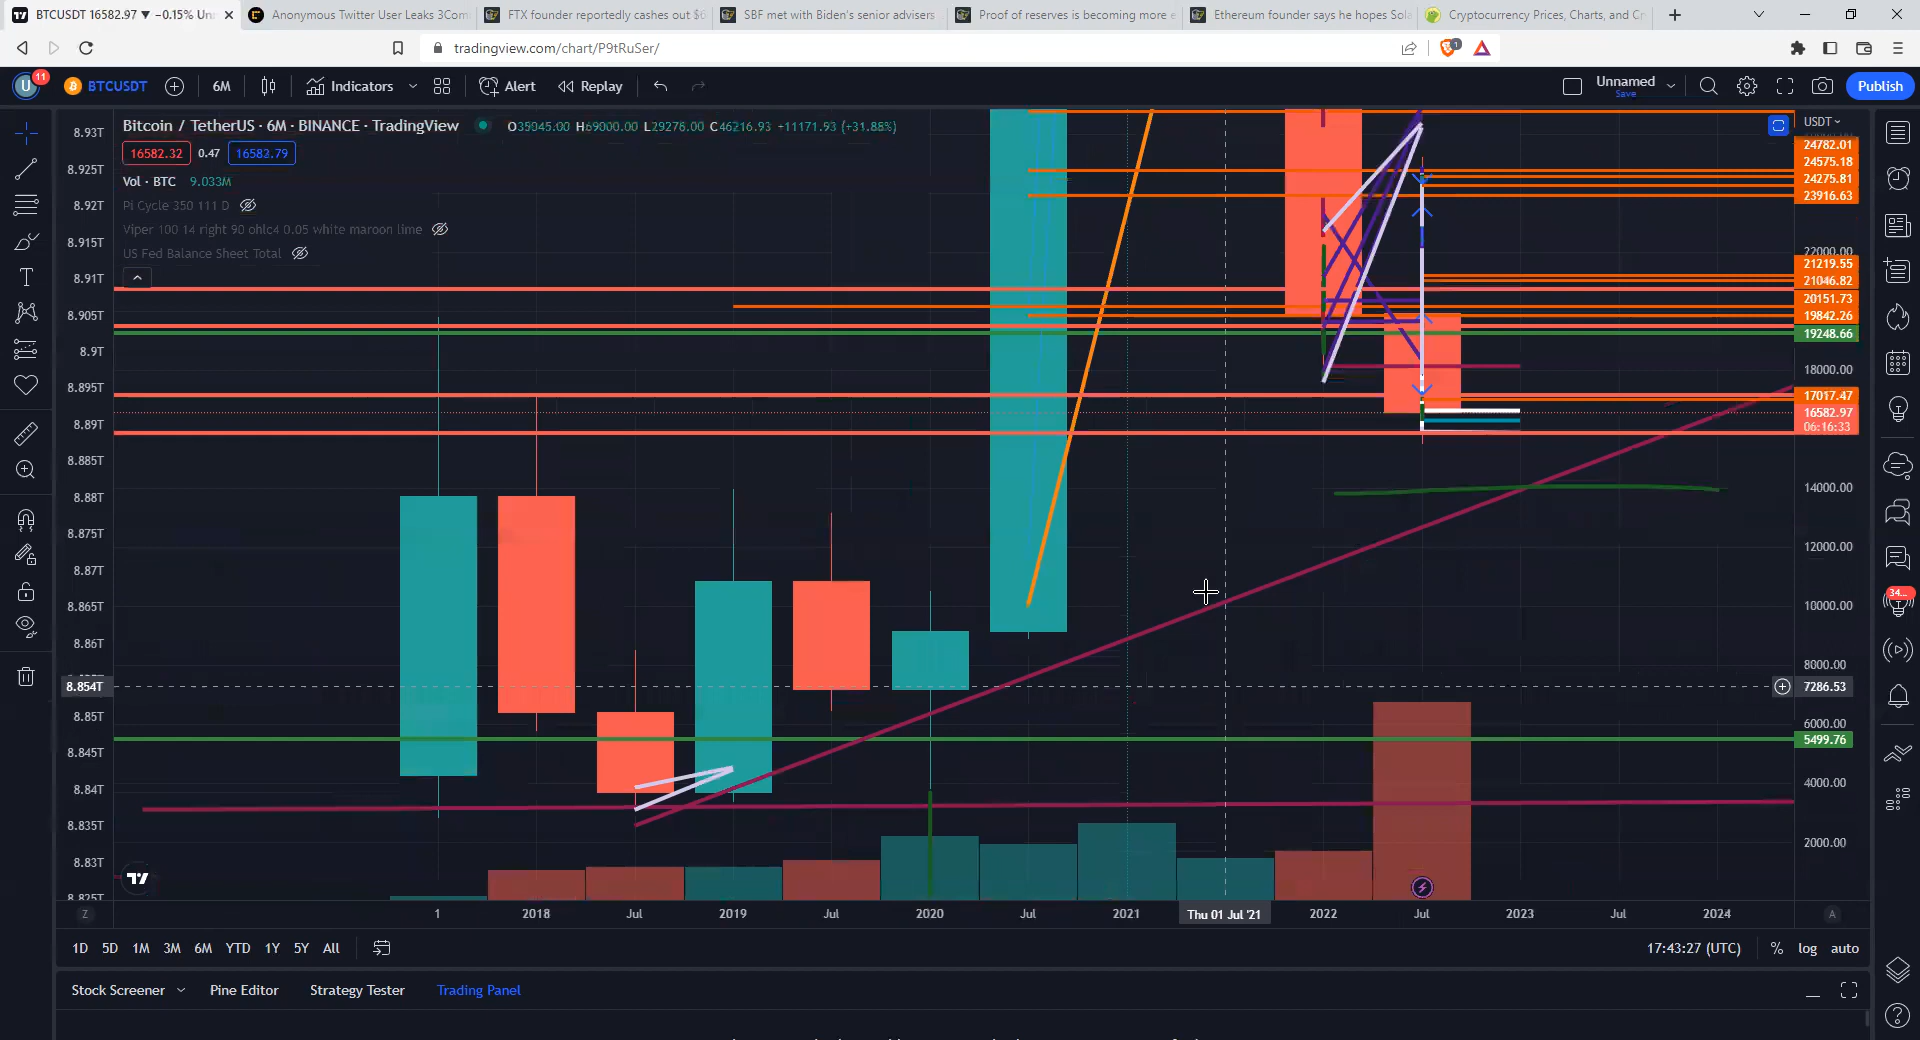 BTCUSDT 16582.97 ▼ −0.15% Un
Anonymous Twitter User Leaks 3Com
FTX founder reportedly cashes out $
SBF met with Biden's senior advisers
Proof of reserves is becoming more e
Ethereum founder says he hopes Sola
Cryptocurrency Prices, Charts, and Cr
tradingview.com/chart/P9tRuSer/
1
U
11
BTCUSDT
6M
Indicators
Alert
Replay
Unnamed
Save
Publish
Bitcoin / TetherUS · 6M · BINANCE · TradingView
O35045.00 H69000.00 L29278.00 C46216.93 +11171.93 (+31.88%)
16582.32
0.47
16582.79
Vol · BTC 9.033M
Pi Cycle 350 111 D
Viper 100 14 right 90 ohlc4 0.05 white maroon lime
US Fed Balance Sheet Total
8.93T
8.925T
8.92T
8.915T
8.91T
8.905T
8.9T
8.895T
8.89T
8.885T
8.88T
8.875T
8.87T
8.865T
8.86T
8.854T
8.85T
8.845T
8.84T
8.835T
8.83T
8.825T
USDT
24782.01
24575.18
24275.81
23916.63
22000.00
21219.55
21046.82
20151.73
19842.26
19248.66
18000.00
17017.47
16582.97
06:16:33
14000.00
12000.00
10000.00
8000.00
7286.53
6000.00
5499.76
4000.00
2000.00
34...
Z
1
2018
Jul
2019
Jul
2020
Jul
2021
Thu 01 Jul '21
2022
Jul
2023
Jul
2024
A
1D 5D 1M 3M 6M YTD 1Y 5Y All
17:43:27 (UTC)
% log auto
Stock Screener
Pine Editor
Strategy Tester
Trading Panel